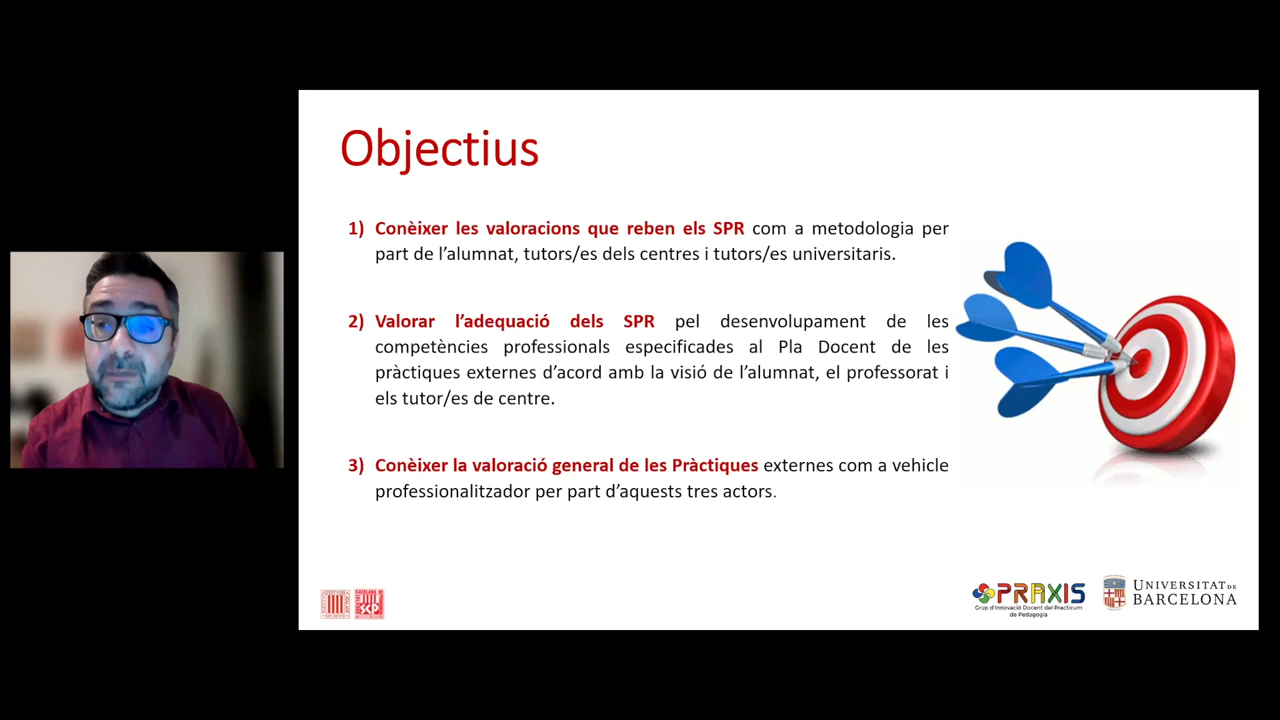 Objectius
1) Conèixer les valoracions que reben els SPR com a metodologia per
part de l’alumnat, tutors/es dels centres i tutors/es universitaris.
2) Valorar l’adequació dels SPR pel desenvolupament de les
competències professionals especificades al Pla Docent de les
pràctiques externes d’acord amb la visió de l’alumnat, el professorat i
els tutor/es de centre.
3) Conèixer la valoració general de les Pràctiques externes com a vehicle
professionalitzador per part d’aquests tres actors.
PRAXIS
Grup d'Innovació Docent del Practicum
de Pedagogia
UNIVERSITAT DE
BARCELONA